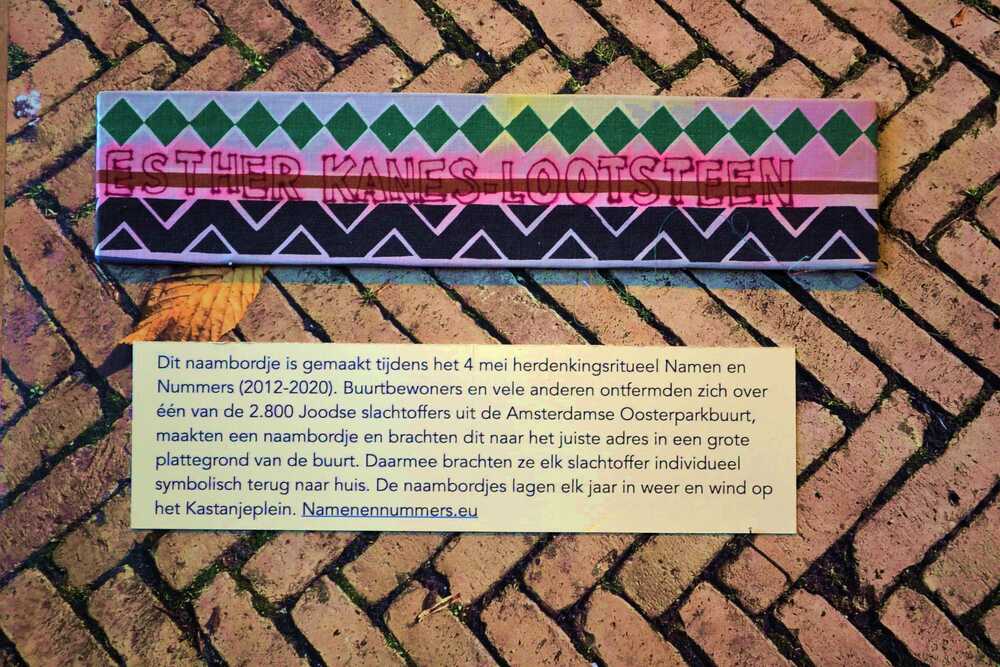 ESTHER KANES-LOOTSTEEN
Dit naambordje is gemaakt tijdens het 4 mei herdenkingsritueel Namen en
Nummers (2012-2020). Buurtbewoners en vele anderen ontfermden zich over
één van de 2.800 Joodse slachtoffers uit de Amsterdamse Oosterparkbuurt,
maakten een naambordje en brachten dit naar het juiste adres in een grote
plattegrond van de buurt. Daarmee brachten ze elk slachtoffer individueel
symbolisch terug naar huis. De naambordjes lagen elk jaar in weer en wind op
het Kastanjeplein. Namenennummers.eu